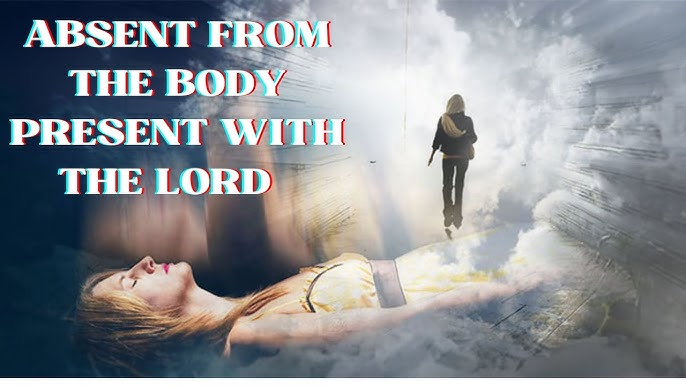 ABSENT FROM
THE BODY
PRESENT WITH
THE LORD